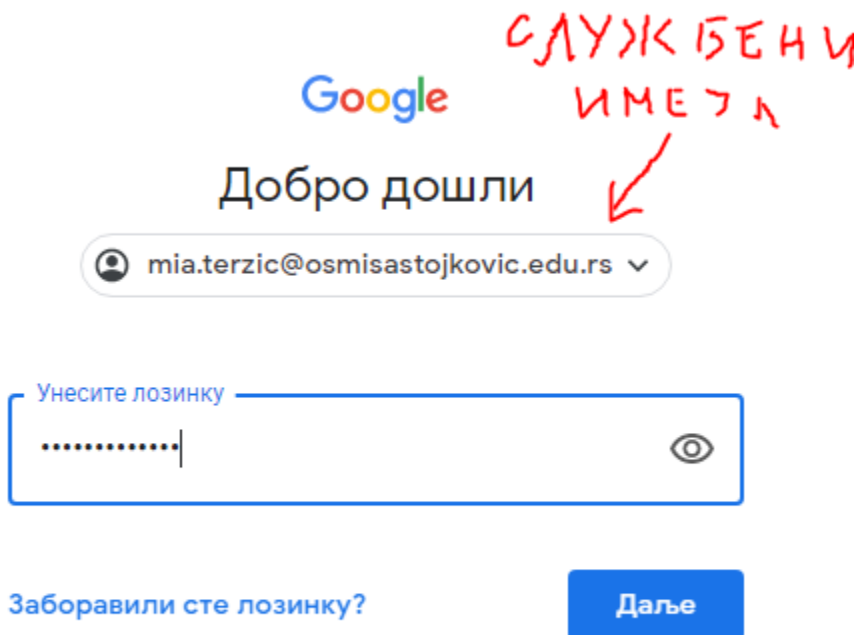 СЛУЖБЕНИ
ИМЕЈЛ
Google
Добро дошли
mia.terzic@osmisastojkovic.edu.rs
Унесите лозинку
•••••••••••••
Заборавили сте лозинку?
Даље